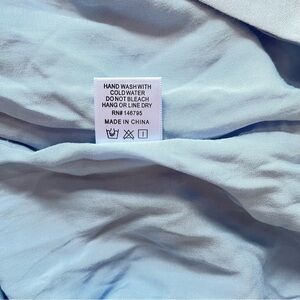 HAND WASH WITH
COLD WATER
DO NOT BLEACH
HANG OR LINE DRY
RN# 146795
MADE IN CHINA